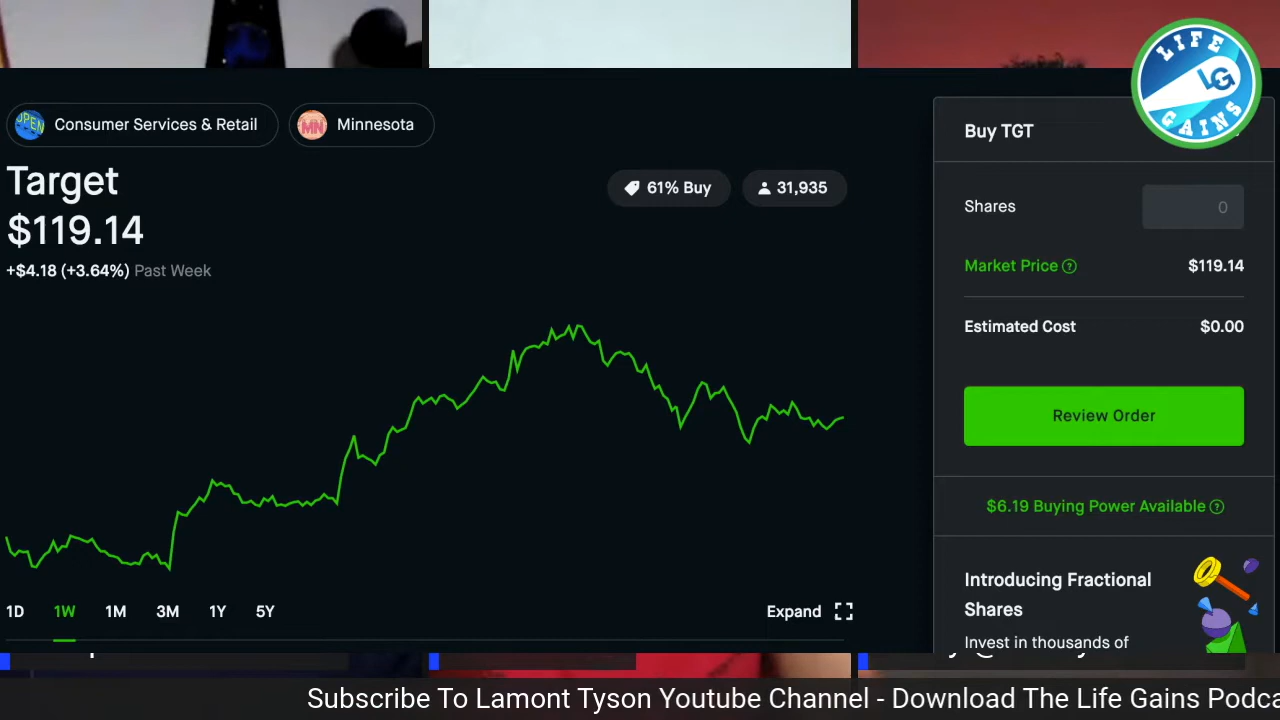 LIFE
LG
GAINS
OPEN
Consumer Services & Retail
MN
Minnesota
Buy TGT
Target
$119.14
61% Buy
31,935
+$4.18 (+3.64%) Past Week
Shares
0
Market Price ?
$119.14
Estimated Cost
$0.00
Review Order
$6.19 Buying Power Available ?
Introducing Fractional
Shares
Invest in thousands of
1D
1W
1M
3M
1Y
5Y
Expand
Subscribe To Lamont Tyson Youtube Channel - Download The Life Gains Podca